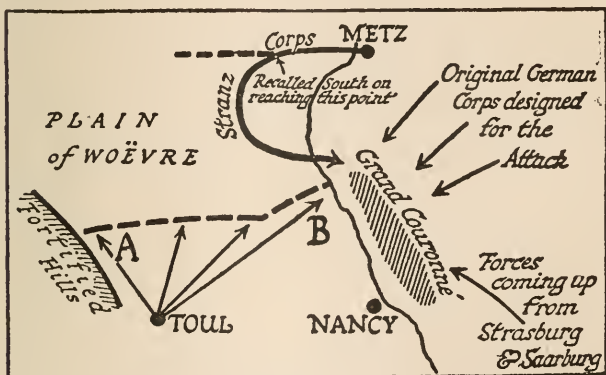 METZ
Corps
Stranz
Recalled South on
reaching this point
Original German
Corps designed
for the
Attack
PLAIN
of WOËVRE
Grand Couronné
Fortified
Hills
A
B
TOUL
NANCY
Forces
coming up
from
Strasburg
& Saarburg